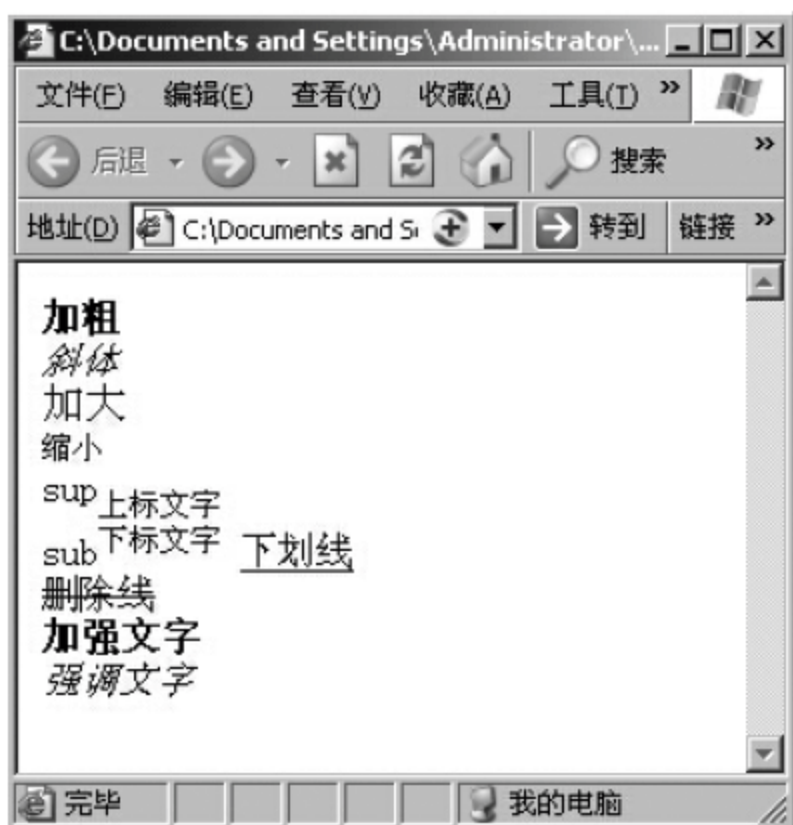 C:\Documents and Settings\Administrator\...
文件(F) 编辑(E) 查看(V) 收藏(A) 工具(T) »
后退 搜索 »
地址(D) C:\Documents and S 转到 链接 »
加粗
斜体
加大
缩小
sup上标文字
sub下标文字 下划线
删除线
加强文字
强调文字
完毕 我的电脑